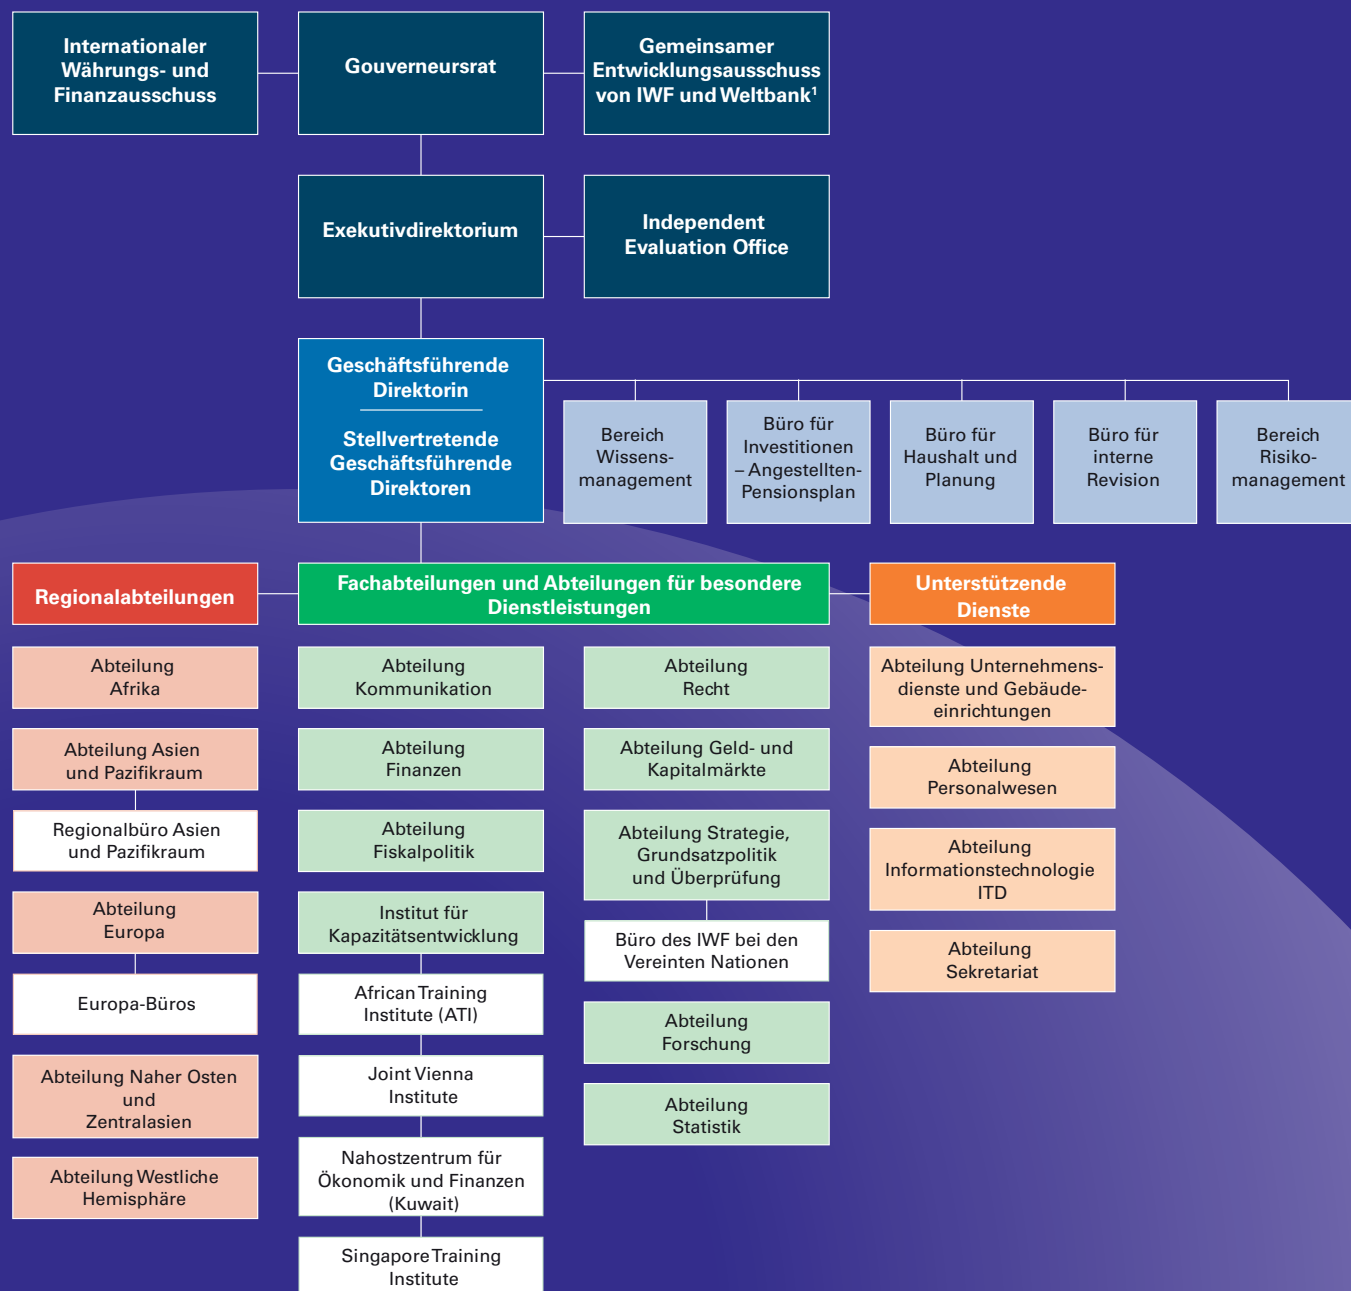 Internationaler
Währungs- und
Finanzausschuss
Gouverneursrat
Gemeinsamer
Entwicklungsausschuss
von IWF und Weltbank¹
Exekutivdirektorium
Independent
Evaluation Office
Geschäftsführende
Direktorin
Stellvertretende
Geschäftsführende
Direktoren
Bereich
Wissens-
management
Büro für
Investitionen
– Angestellten-
Pensionsplan
Büro für
Haushalt und
Planung
Büro für
interne
Revision
Bereich
Risiko-
management
Regionalabteilungen
Fachabteilungen und Abteilungen für besondere
Dienstleistungen
Unterstützende
Dienste
Abteilung
Afrika
Abteilung Asien
und Pazifikraum
Regionalbüro Asien
und Pazifikraum
Abteilung
Europa
Europa-Büros
Abteilung Naher Osten
und
Zentralasien
Abteilung Westliche
Hemisphäre
Abteilung
Kommunikation
Abteilung
Finanzen
Abteilung
Fiskalpolitik
Institut für
Kapazitätsentwicklung
African Training
Institute (ATI)
Joint Vienna
Institute
Nahostzentrum für
Ökonomik und Finanzen
(Kuwait)
Singapore Training
Institute
Abteilung
Recht
Abteilung Geld- und
Kapitalmärkte
Abteilung Strategie,
Grundsatzpolitik
und Überprüfung
Büro des IWF bei den
Vereinten Nationen
Abteilung
Forschung
Abteilung
Statistik
Abteilung Unternehmens-
dienste und Gebäude-
einrichtungen
Abteilung
Personalwesen
Abteilung
Informationstechnologie
ITD
Abteilung
Sekretariat